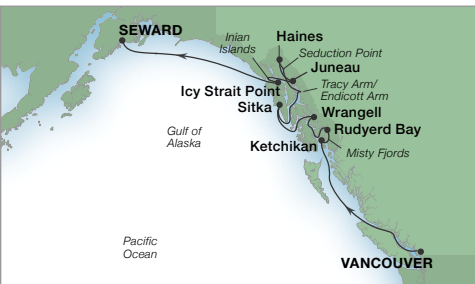 SEWARD
Inian
Islands
Haines
Seduction Point
Juneau
Tracy Arm/
Endicott Arm
Icy Strait Point
Sitka
Wrangell
Rudyerd Bay
Gulf of
Alaska
Ketchikan
Misty Fjords
Pacific
Ocean
VANCOUVER